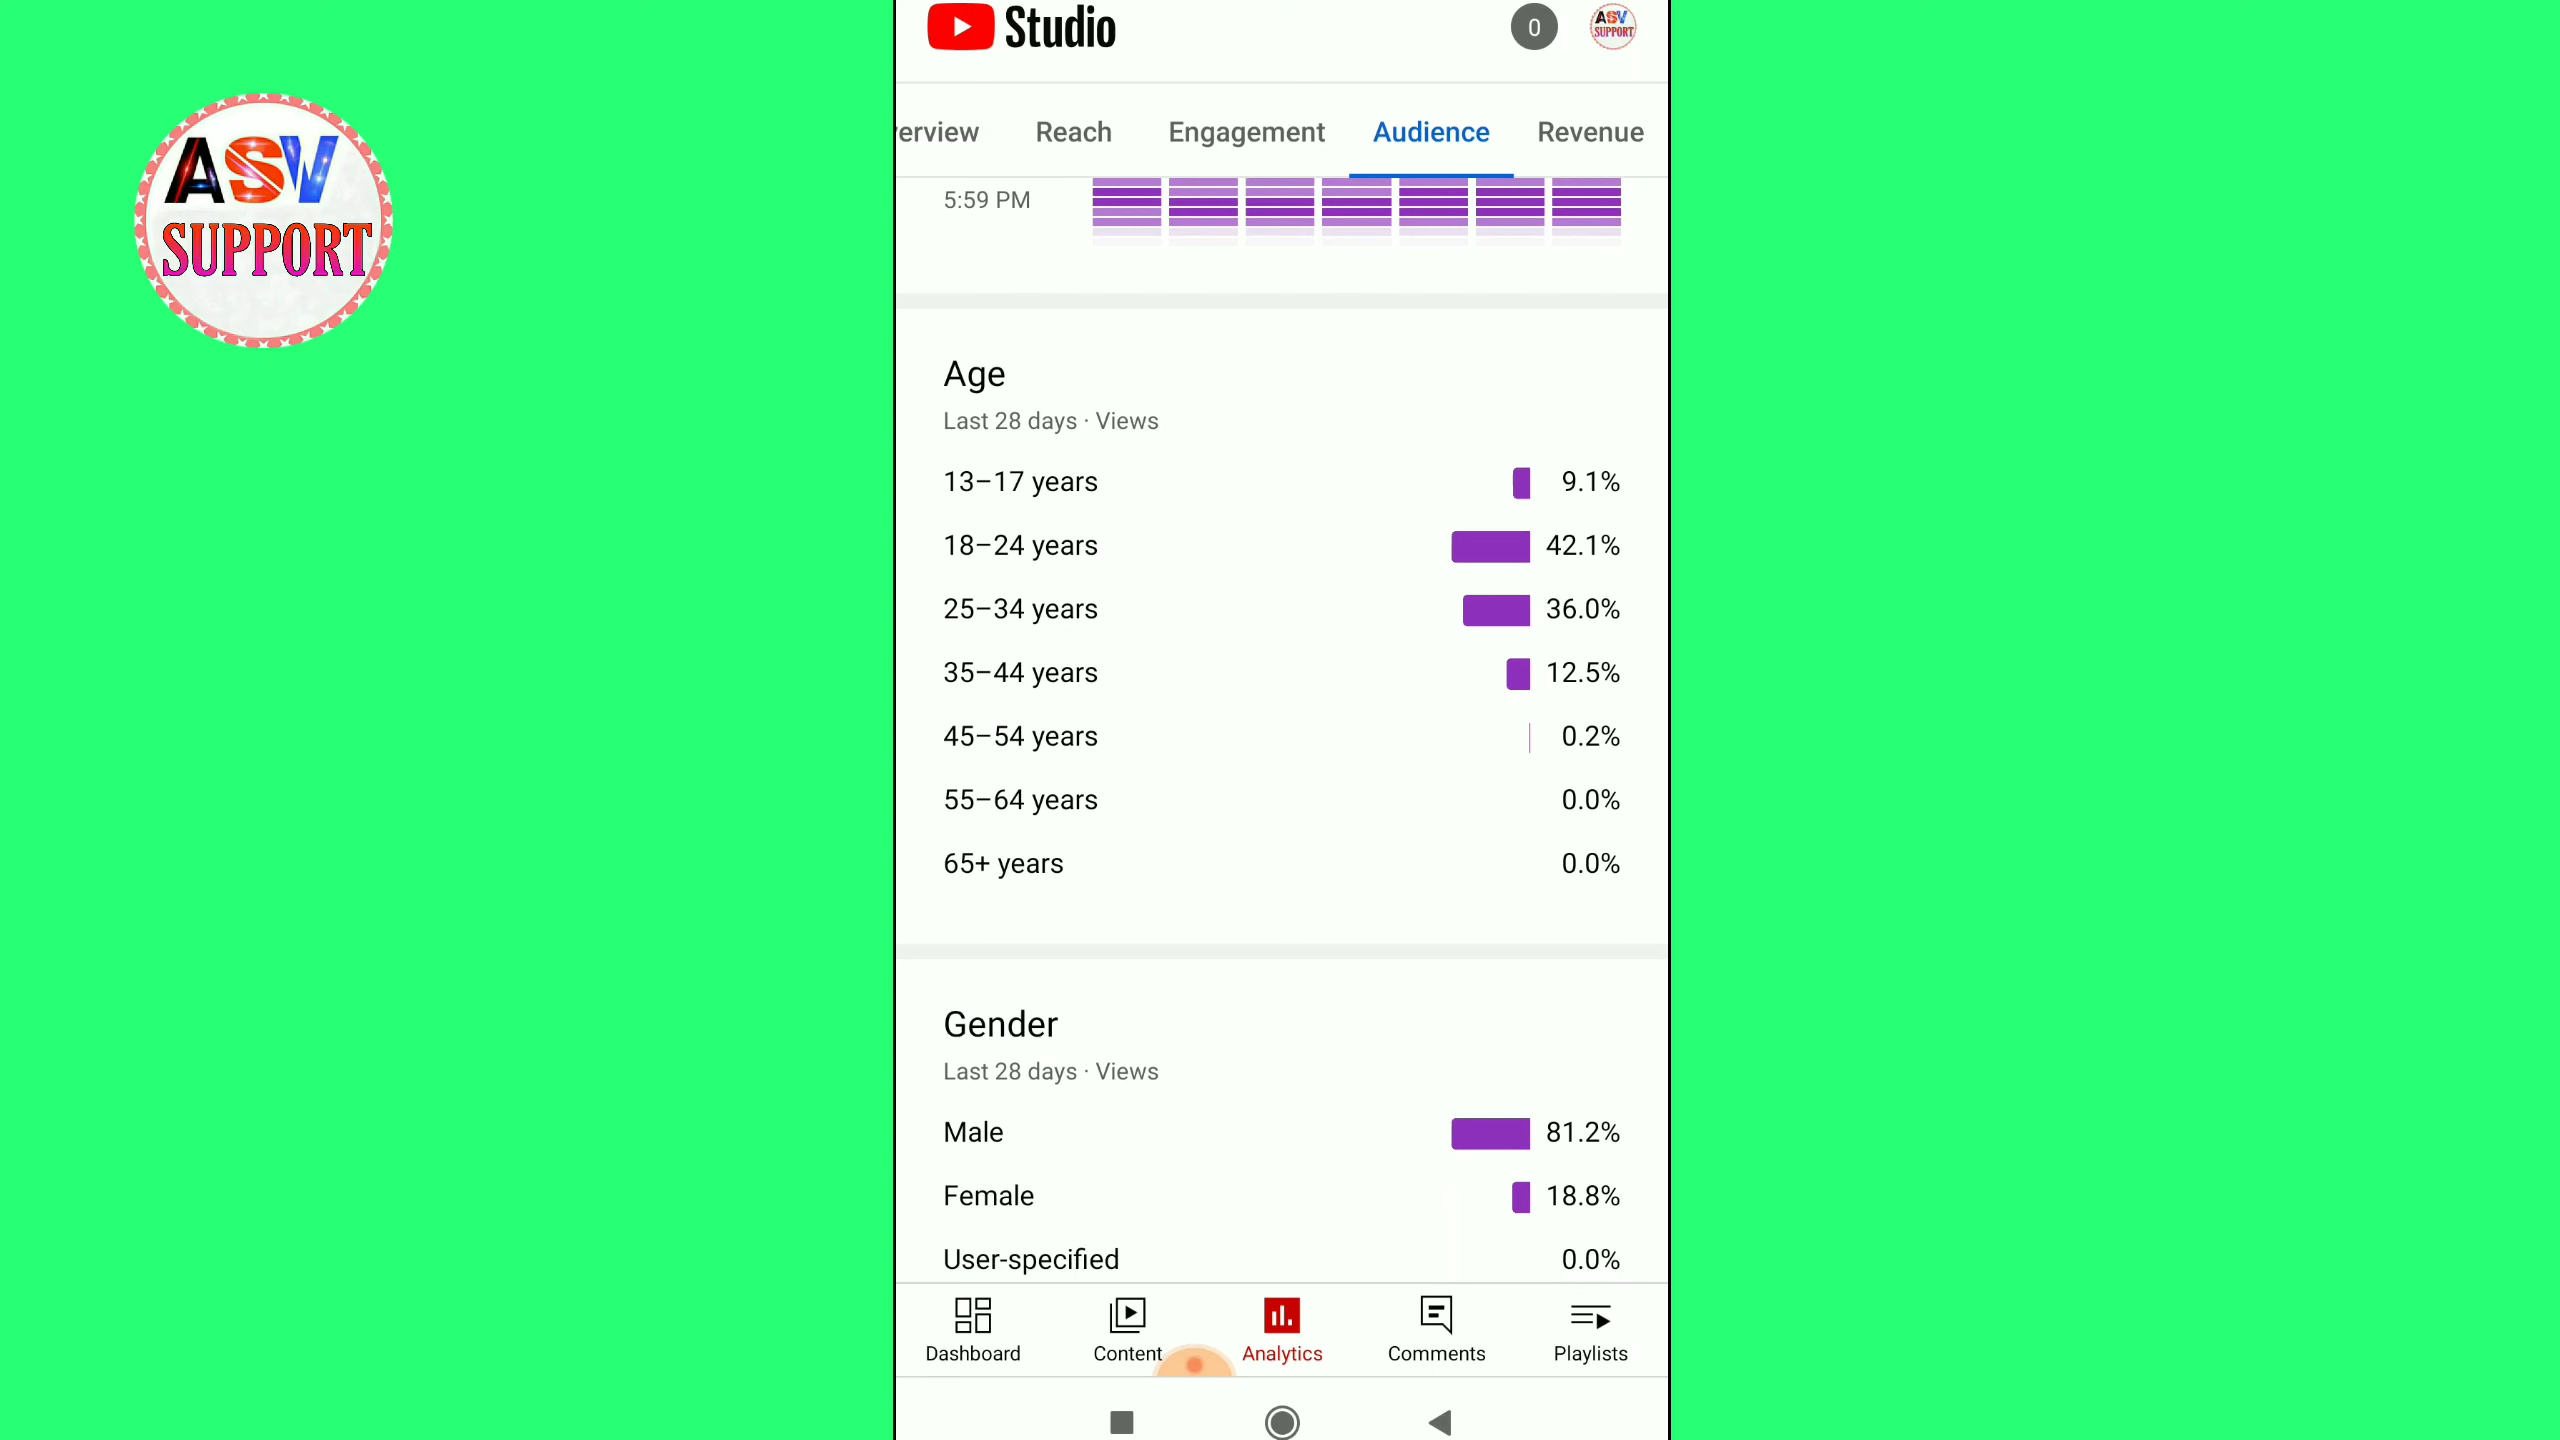 Studio
0
ASV
SUPPORT
ASV
SUPPORT
erview Reach Engagement Audience Revenue
5:59 PM
Age
Last 28 days · Views
13–17 years 9.1%
18–24 years 42.1%
25–34 years 36.0%
35–44 years 12.5%
45–54 years 0.2%
55–64 years 0.0%
65+ years 0.0%
Gender
Last 28 days · Views
Male 81.2%
Female 18.8%
User-specified 0.0%
Dashboard Content Analytics Comments Playlists